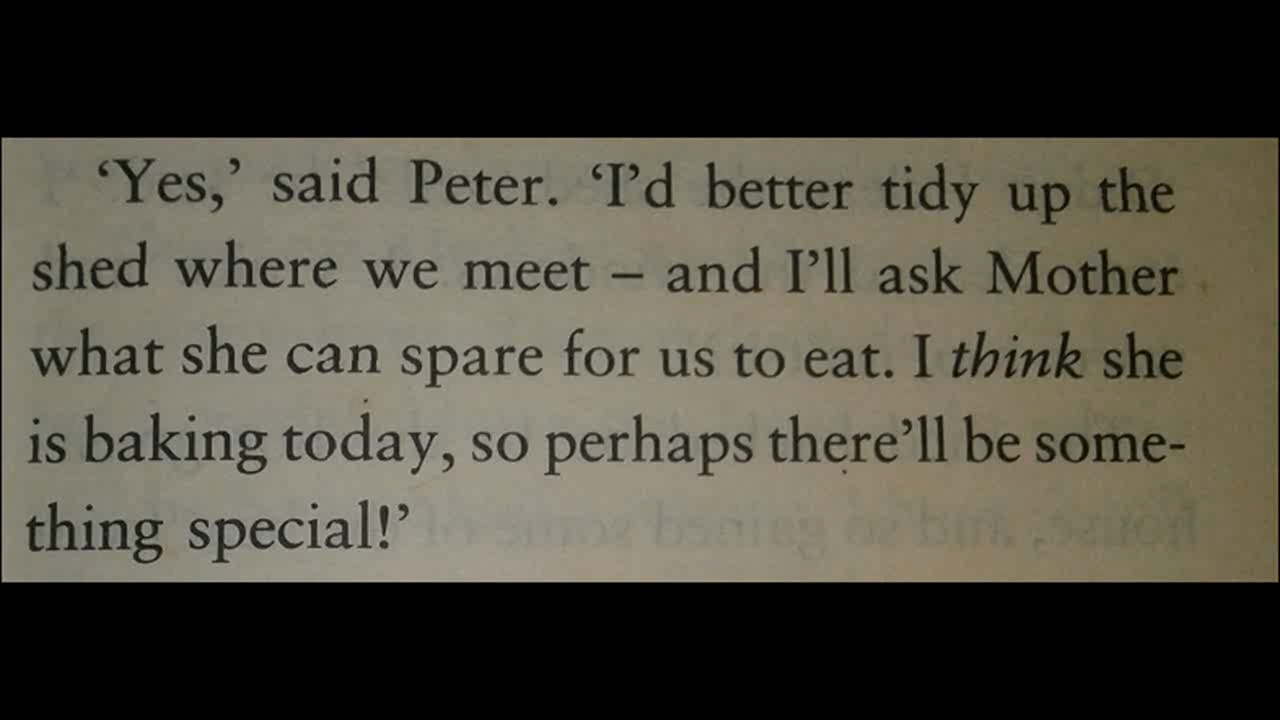 ‘Yes,’ said Peter. ‘I’d better tidy up the
shed where we meet – and I’ll ask Mother
what she can spare for us to eat. I think she
is baking today, so perhaps there’ll be some-
thing special!’